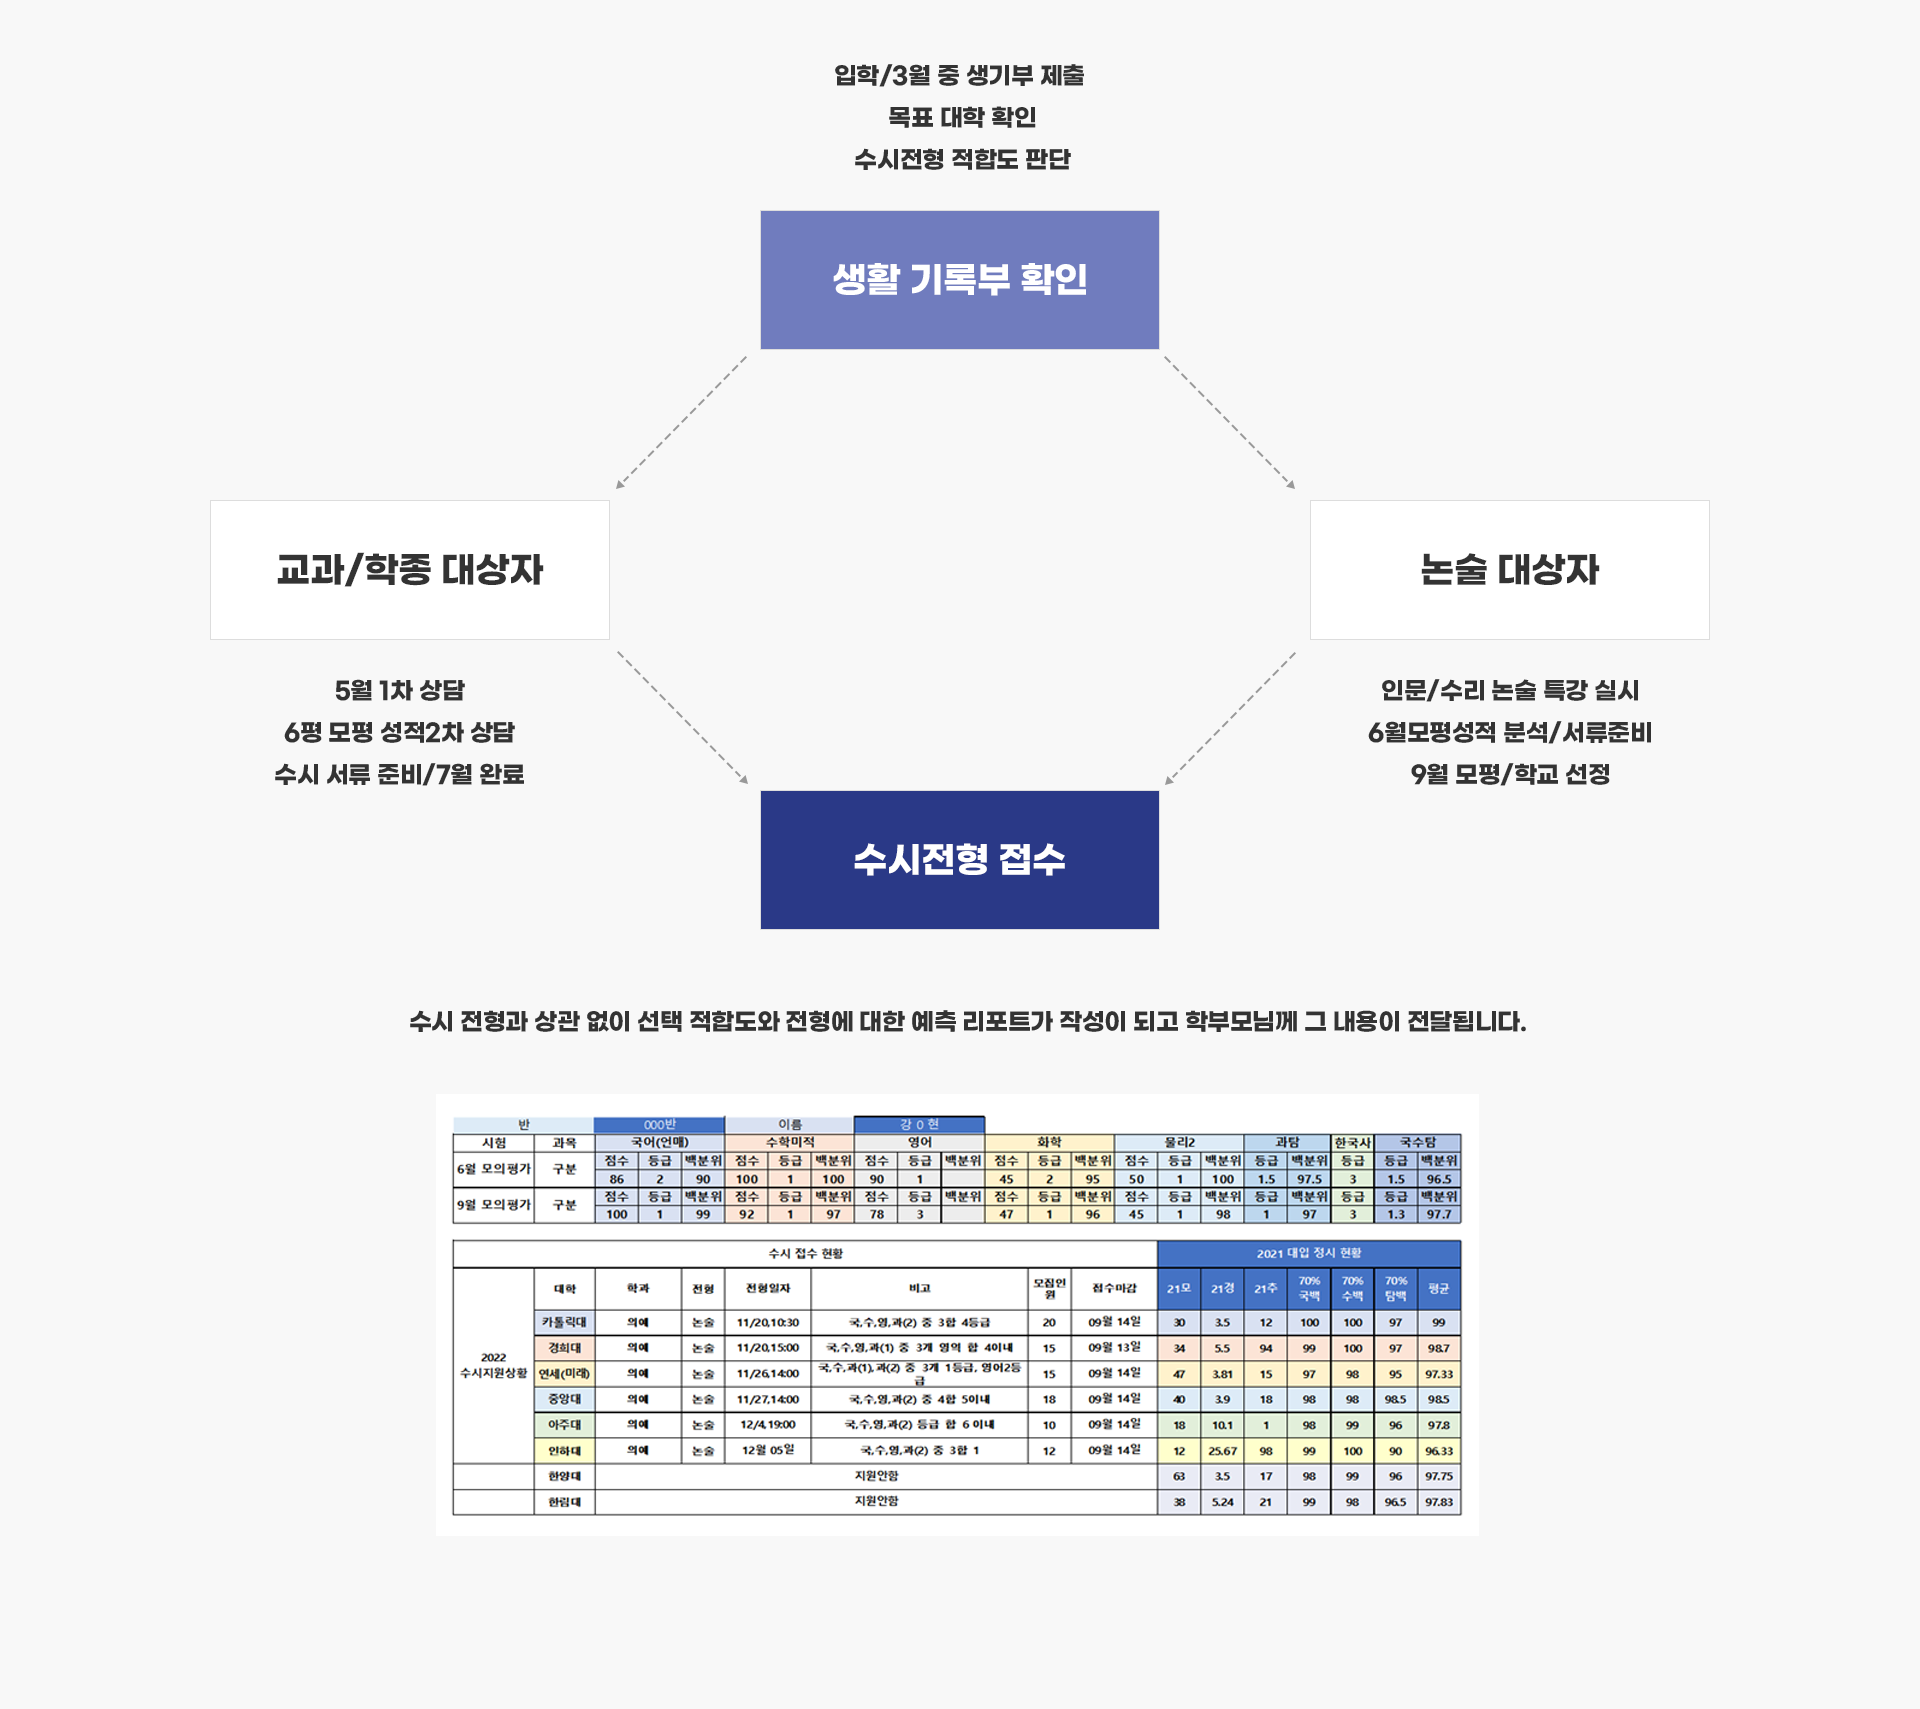 입학/3월 중 생기부 제출
목표 대학 확인
수시전형 적합도 판단
생활 기록부 확인
교과/학종 대상자
논술 대상자
5월 1차 상담
6평 모평 성적2차 상담
수시 서류 준비/7월 완료
인문/수리 논술 특강 실시
6월모평성적 분석/서류준비
9월 모평/학교 선정
수시전형 접수
수시 전형과 상관 없이 선택 적합도와 전형에 대한 예측 리포트가 작성이 되고 학부모님께 그 내용이 전달됩니다.
반 000반 이름 강 0 현
시험 과목 국어(언매) 수학미적 영어 화학 물리2 과탐 한국사 국수탐
6월 모의평가 구분 점수 등급 백분위 점수 등급 백분위 점수 등급 백분위 점수 등급 백분위 점수 등급 백분위 등급 백분위 등급 등급 백분위
86 2 90 100 1 100 90 1 45 2 95 50 1 100 1.5 97.5 3 1.5 96.5
9월 모의평가 구분 점수 등급 백분위 점수 등급 백분위 점수 등급 백분위 점수 등급 백분위 점수 등급 백분위 등급 백분위 등급 등급 백분위
100 1 99 92 1 97 78 3 47 1 96 45 1 98 1 97 3 1.3 97.7
수시 접수 현황 2021 대입 정시 현황
대학 학과 전형 전형일자 비고 모집인원 접수마감 21모 21경 21추 70% 국백 70% 수백 70% 탐백 평균
2022
수시지원상황
카톨릭대 의예 논술 11/20,10:30 국,수,영,과(2) 중 3합 4등급 20 09월 14일 30 3.5 12 100 100 97 99
경희대 의예 논술 11/20,15:00 국,수,영,과(1) 중 3개 영역 합 4이내 15 09월 13일 34 5.5 94 99 100 97 98.7
연세(미래) 의예 논술 11/26,14:00 국,수,과(1),과(2) 중 3개 1등급, 영어2등급 15 09월 14일 47 3.81 15 97 98 95 97.33
중앙대 의예 논술 11/27,14:00 국,수,영,과(2) 중 4합 5이내 18 09월 14일 40 3.9 18 98 98 98.5 98.5
아주대 의예 논술 12/4,19:00 국,수,영,과(2) 등급 합 6이내 10 09월 14일 18 10.1 1 98 99 96 97.8
인하대 의예 논술 12월 05일 국,수,영,과(2) 중 3합 1 12 09월 14일 12 25.67 98 99 100 90 96.33
한양대 지원안함 63 3.5 17 98 99 96 97.75
한림대 지원안함 38 5.24 21 99 98 96.5 97.83